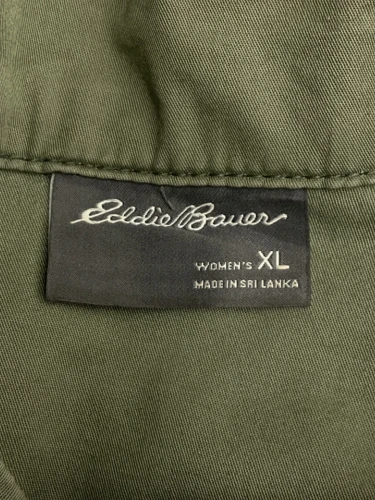 Eddie Bauer
WOMEN'S XL
MADE IN SRI LANKA